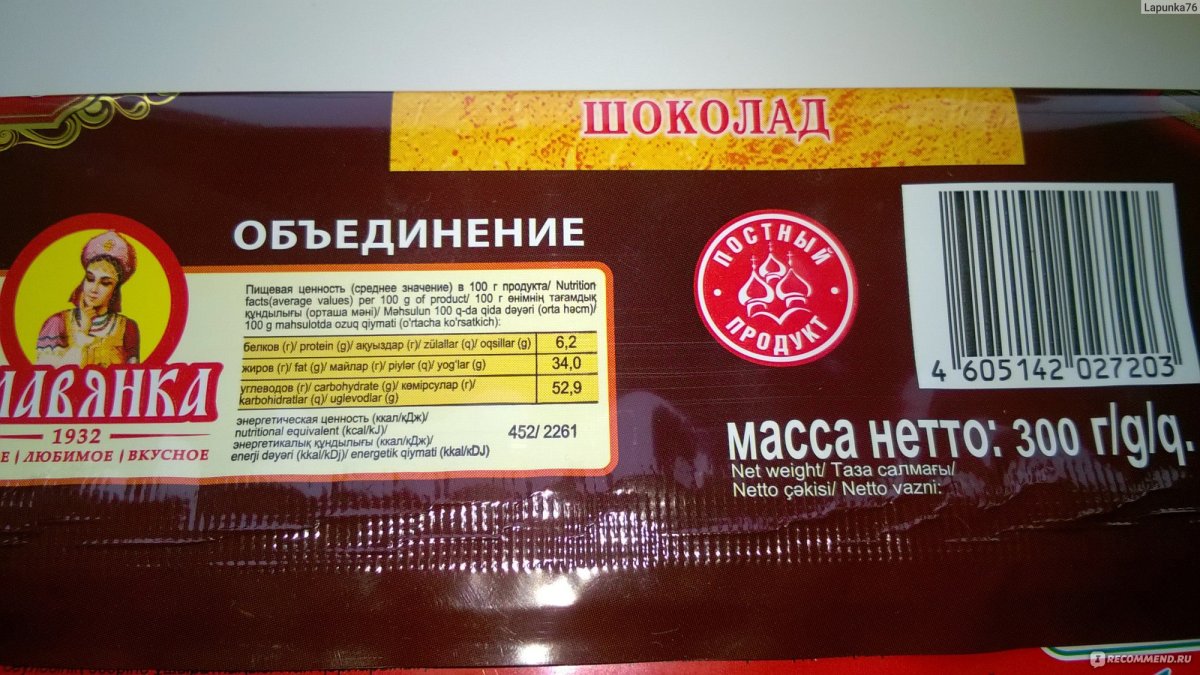 Lapunka76
ШОКОЛАД
ОБЪЕДИНЕНИЕ
Пищевая ценность (среднее значение) в 100 г продукта/ Nutrition
facts(average values) per 100 g of product/ 100 г өнімнің тағамдық
құндылығы (орташа мәні)/ Məhsulun 100 q-da qida dəyəri (orta həcm)/
100 g mahsulotda ozuq qiymati (o'rtacha ko'rsatkich):
белков (г)/ protein (g)/ ақуыздар (г)/ zülallar (q)/ oqsillar (g) 6,2
жиров (г)/ fat (g)/ майлар (г)/ piylər (q)/ yog'lar (g) 34,0
углеводов (г)/ carbohydrate (g)/ көмірсулар (г)/
karbohidratlar (q)/ uglevodlar (g) 52,9
энергетическая ценность (ккал/кДж)/
nutritional equivalent (kcal/kJ)/
энергетикалық құндылығы (ккал/кДж)/
enerji dəyəri (kkal/kDj)/ energetik qiymati (kkal/kDJ) 452/ 2261
ЛАВЯНКА
1932
Е | ЛЮБИМОЕ | ВКУСНОЕ
ПОСТНЫЙ
ПРОДУКТ
4 605142 027203
масса нетто: 300 г/g/q.
Net weight/ Таза салмағы/
Netto çəkisi/ Netto vazni:
RECOMMEND.RU